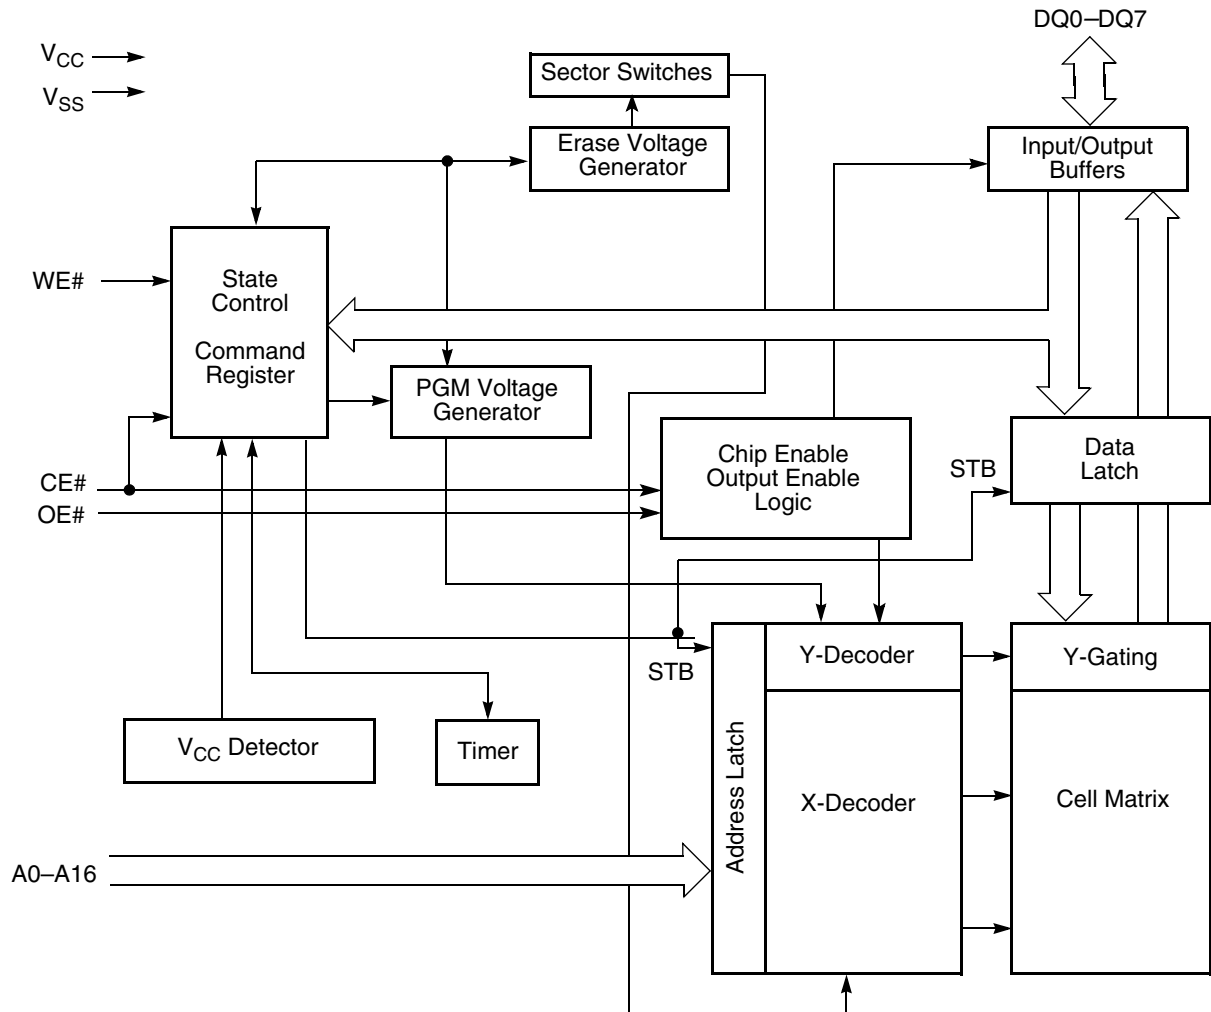 DQ0–DQ7
VCC
VSS
Sector Switches
Erase Voltage
Generator
Input/Output
Buffers
WE#
State
Control
Command
Register
PGM Voltage
Generator
Chip Enable
Output Enable
Logic
Data
Latch
STB
CE#
OE#
STB
Y-Decoder
Y-Gating
VCC Detector
Timer
Address Latch
X-Decoder
Cell Matrix
A0–A16